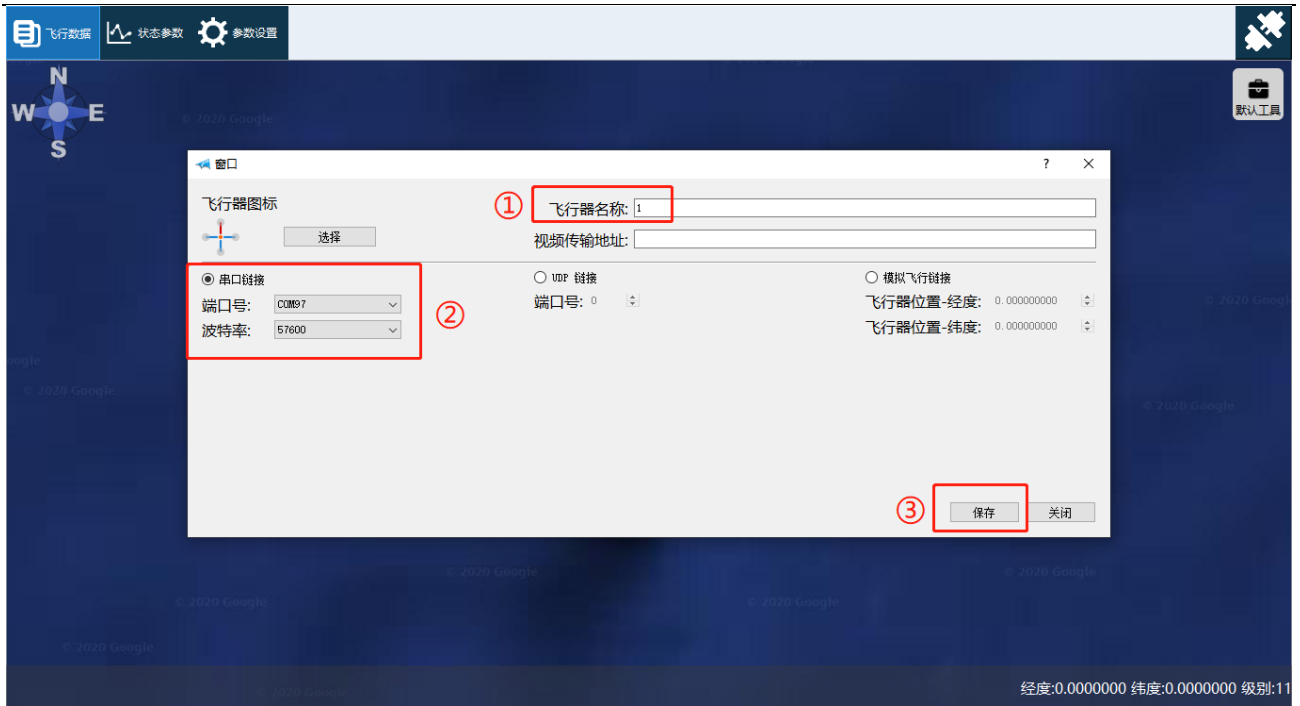 飞行数据 状态参数 参数设置
N
W E
S
默认工具
© 2020 Google
窗口 ? ×
飞行器图标
① 飞行器名称: 1
选择
视频传输地址:
串口链接 UDP 链接 模拟飞行链接
端口号: COM97 端口号: 0 飞行器位置-经度: 0.000000000
② 
波特率: 57600 飞行器位置-纬度: 0.000000000
© 2020 Googl
oogle
© 2020 Google
© 2020 Google
③ 保存 关闭
© 2020 Google © 2020 Google
© 2020 Google © 2020 Google
© 2020 Google
© 2020 Google
经度:0.0000000 纬度:0.0000000 级别:11